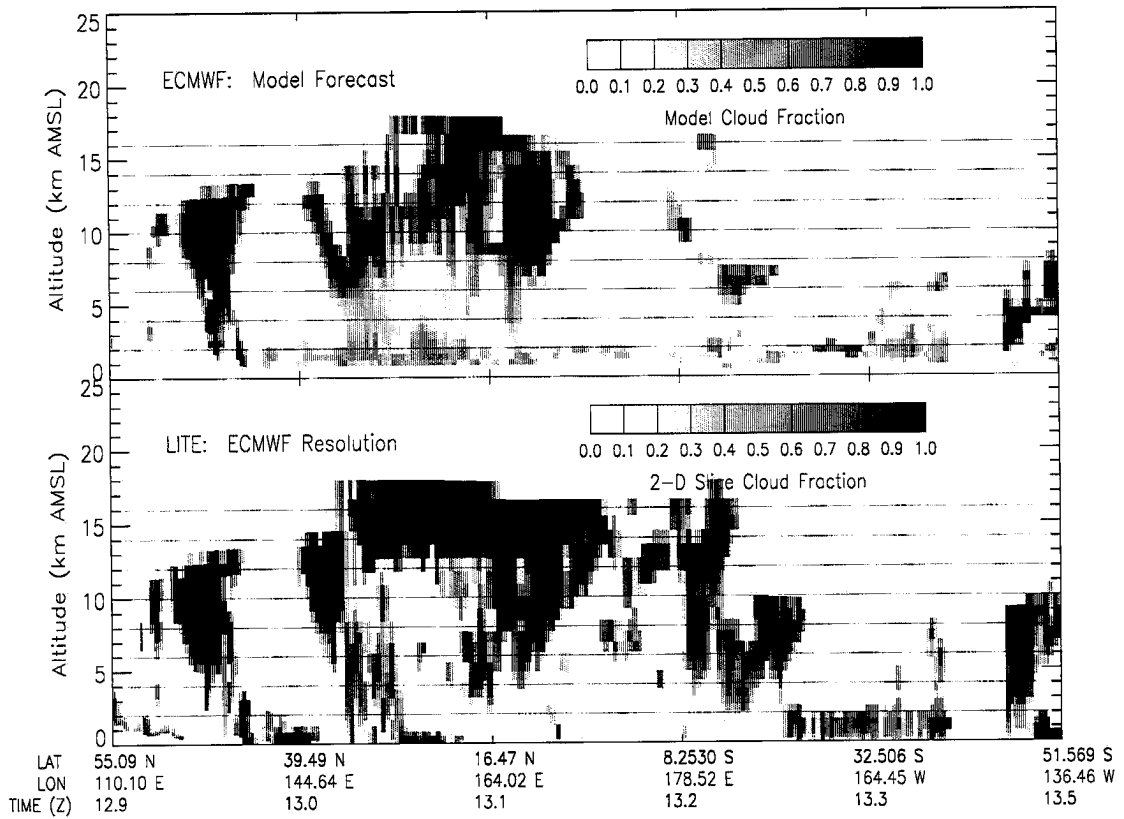 25
20
15
10
5
0
Altitude (km AMSL)
ECMWF: Model Forecast
0.0 0.1 0.2 0.3 0.4 0.5 0.6 0.7 0.8 0.9 1.0
Model Cloud Fraction
25
20
15
10
5
0
Altitude (km AMSL)
LITE: ECMWF Resolution
0.0 0.1 0.2 0.3 0.4 0.5 0.6 0.7 0.8 0.9 1.0
2-D Slice Cloud Fraction
LAT 55.09 N 39.49 N 16.47 N 8.2530 S 32.506 S 51.569 S
LON 110.10 E 144.64 E 164.02 E 178.52 E 164.45 W 136.46 W
TIME (Z) 12.9 13.0 13.1 13.2 13.3 13.5